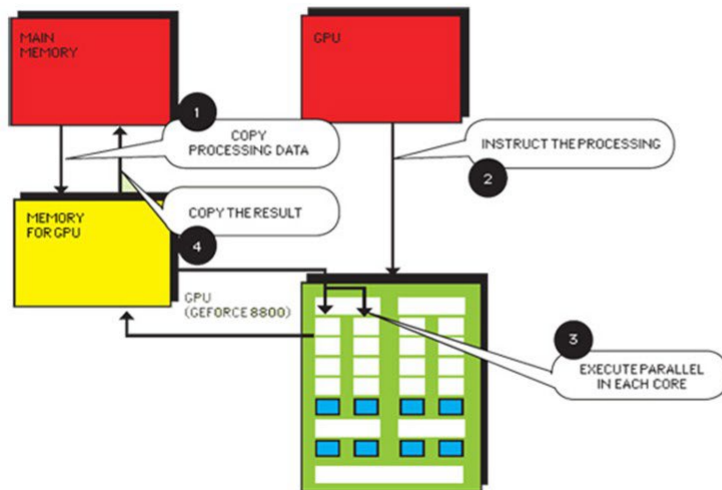 MAIN
MEMORY
GPU
1
COPY
PROCESSING DATA
INSTRUCT THE PROCESSING
2
MEMORY
FOR GPU
COPY THE RESULT
4
GPU
(GEFORCE 8800)
3
EXECUTE PARALLEL
IN EACH CORE